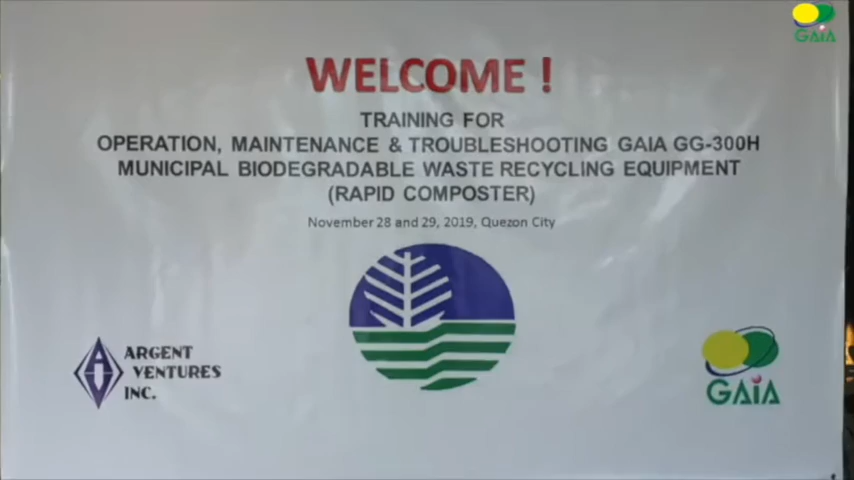 GAIA
WELCOME !
TRAINING FOR
OPERATION, MAINTENANCE & TROUBLESHOOTING GAIA GG-300H
MUNICIPAL BIODEGRADABLE WASTE RECYCLING EQUIPMENT
(RAPID COMPOSTER)
November 28 and 29, 2019, Quezon City
ARGENT
VENTURES
INC.
GAIA